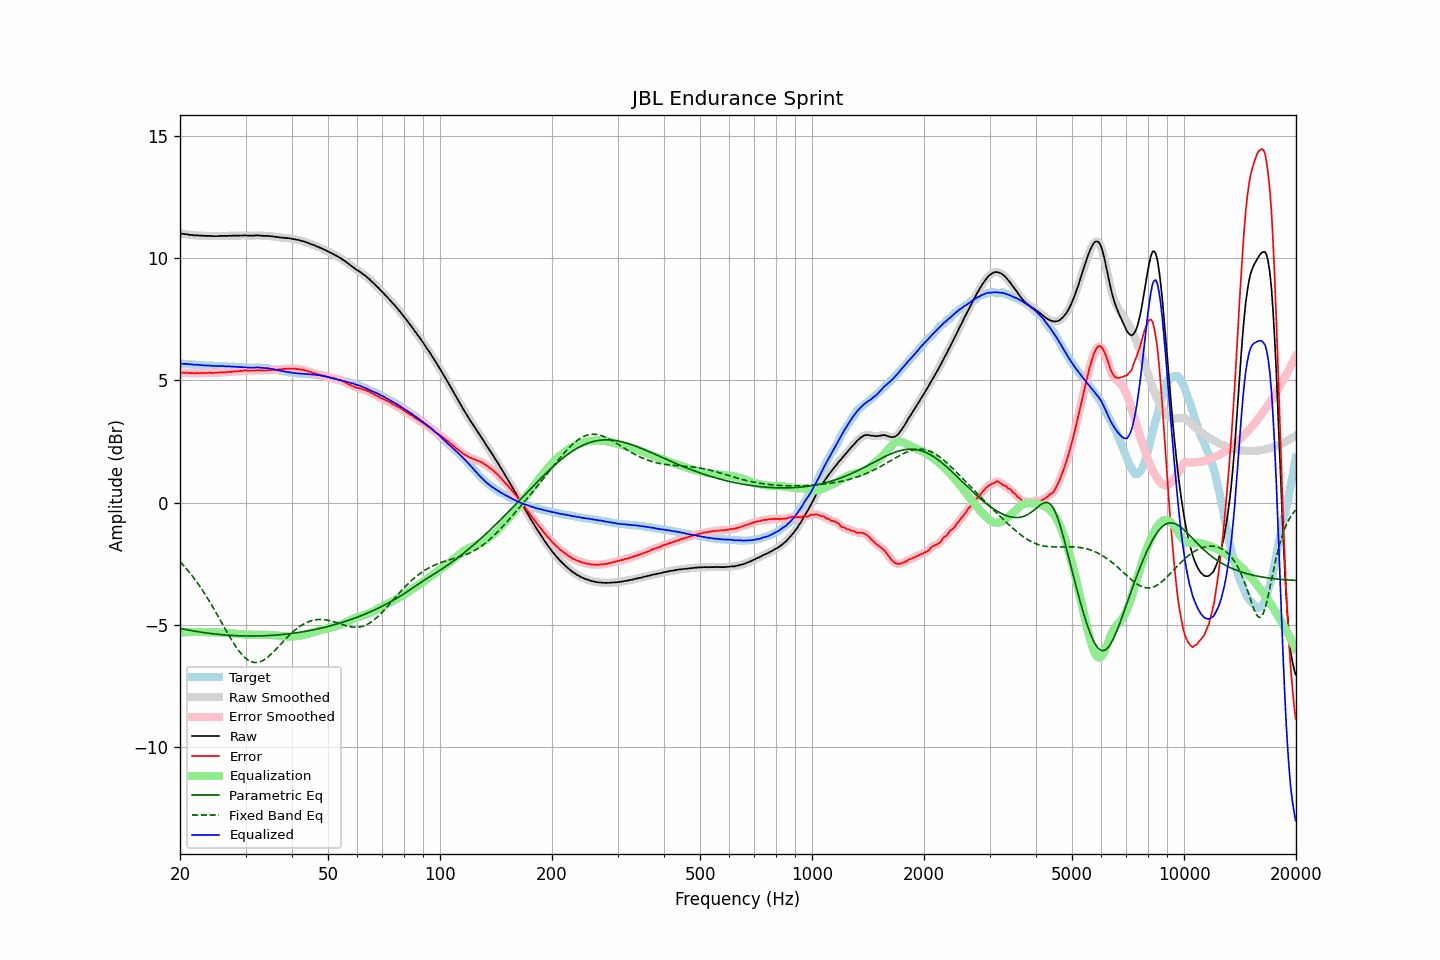 JBL Endurance Sprint
15
10
5
0
−5
−10
Amplitude (dBr)
Target
Raw Smoothed
Error Smoothed
Raw
Error
Equalization
Parametric Eq
Fixed Band Eq
Equalized
20 50 100 200 500 1000 2000 5000 10000 20000
Frequency (Hz)